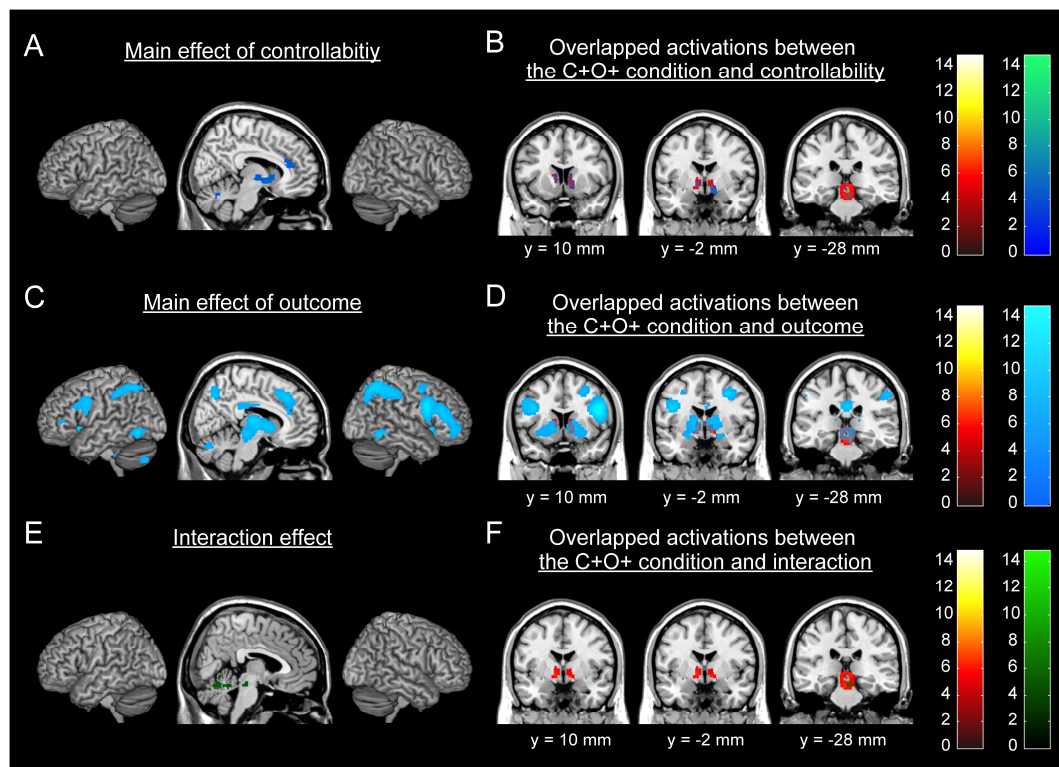 A
Main effect of controllabitiy
B
Overlapped activations between
the C+O+ condition and controllability
y = 10 mm
y = -2 mm
y = -28 mm
14
12
10
8
6
4
2
0
14
12
10
8
6
4
2
0
C
Main effect of outcome
D
Overlapped activations between
the C+O+ condition and outcome
y = 10 mm
y = -2 mm
y = -28 mm
14
12
10
8
6
4
2
0
14
12
10
8
6
4
2
0
E
Interaction effect
F
Overlapped activations between
the C+O+ condition and interaction
y = 10 mm
y = -2 mm
y = -28 mm
14
12
10
8
6
4
2
0
14
12
10
8
6
4
2
0